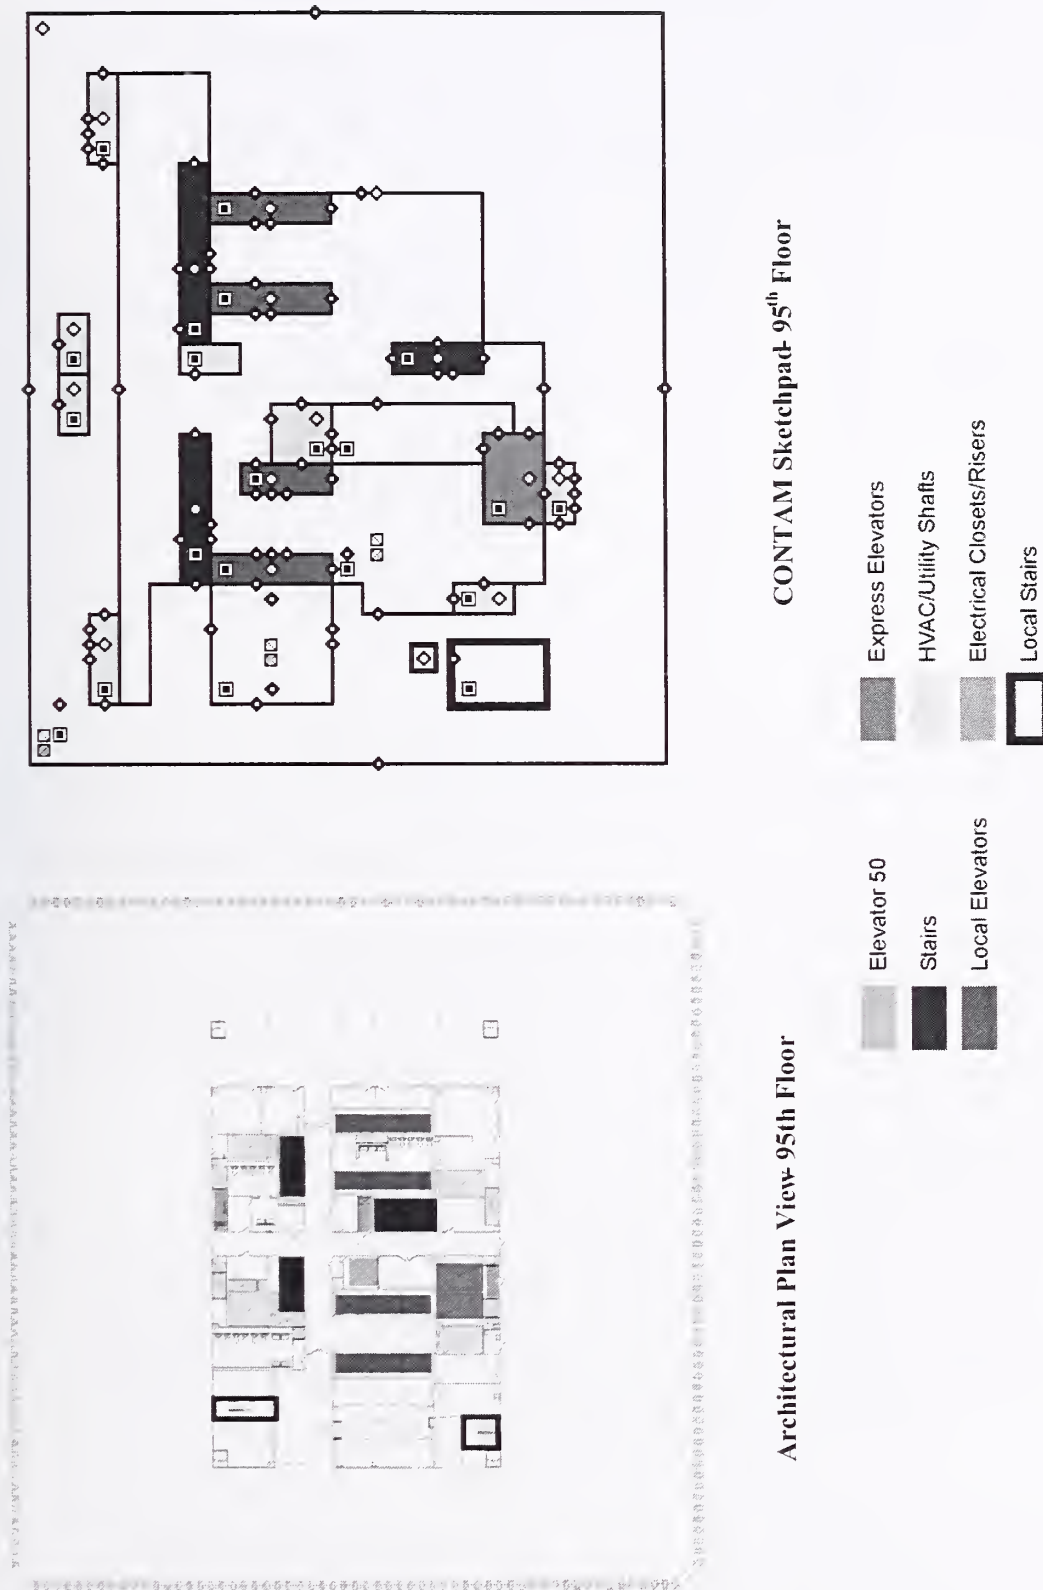 Architectural Plan View- 95th Floor
CONTAM Sketchpad- 95th Floor
Elevator 50
Stairs
Local Elevators
Express Elevators
HVAC/Utility Shafts
Electrical Closets/Risers
Local Stairs